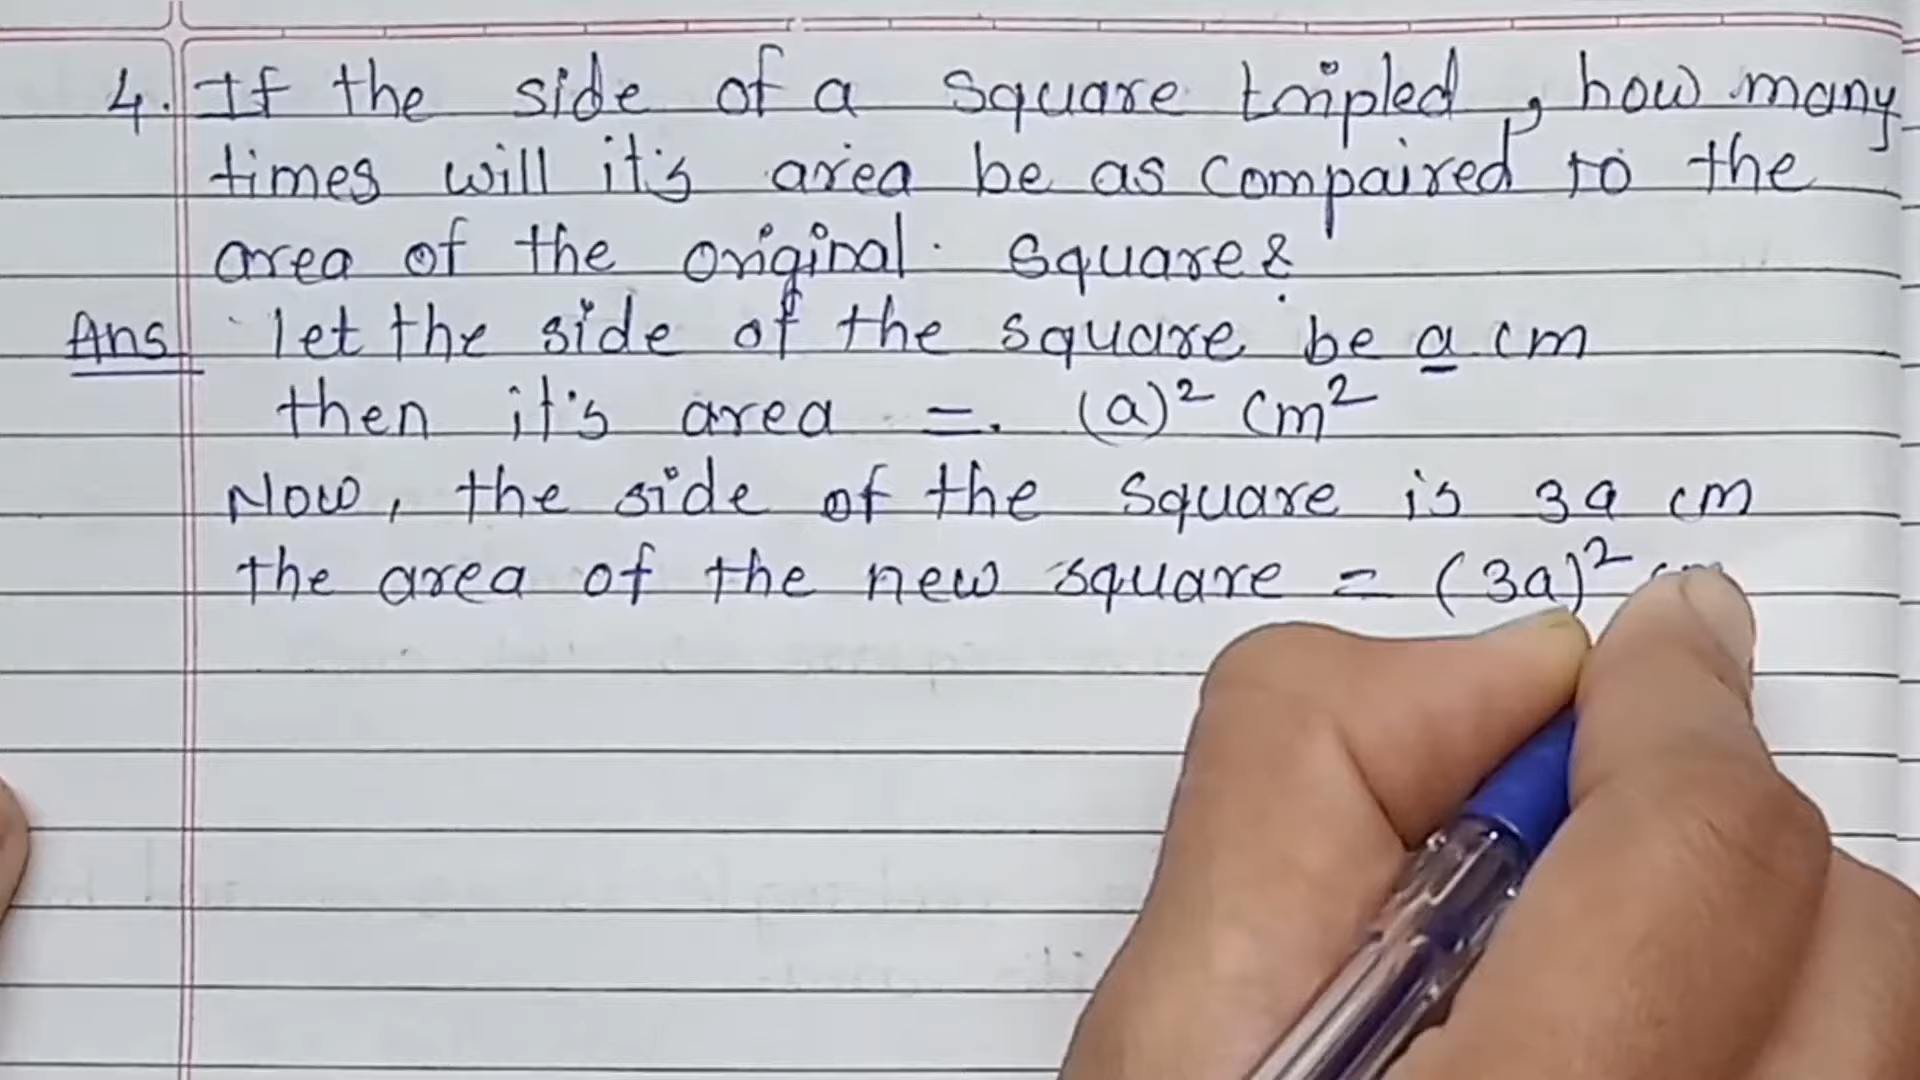 4. If the side of a square tripled, how many
times will it's area be as compaired to the
area of the original square?
Ans let the side of the square be a cm
then it's area = (a)² cm²
Now, the side of the square is 3a cm
the area of the new square = (3a)²